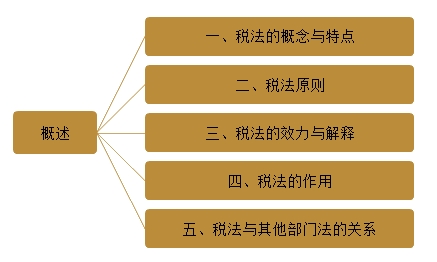 概述
一、税法的概念与特点
二、税法原则
三、税法的效力与解释
四、税法的作用
五、税法与其他部门法的关系